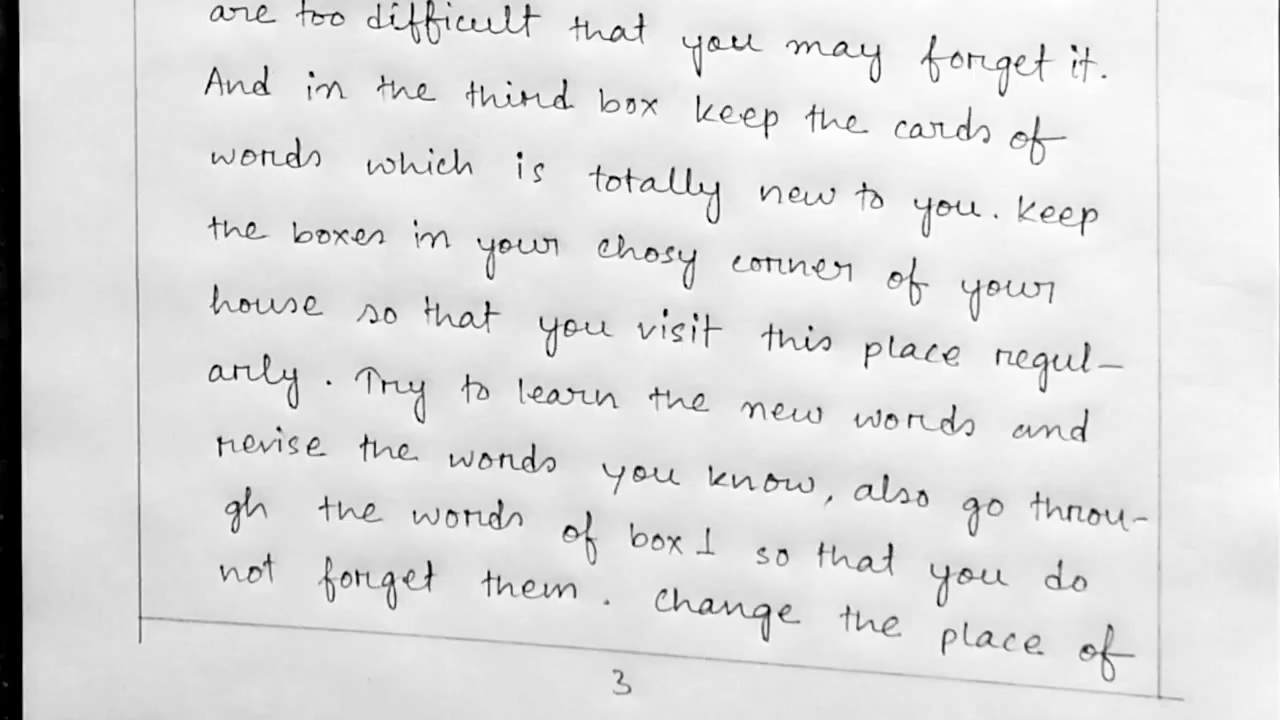 are too difficult that you may forget it.
And in the third box keep the cards of
words which is totally new to you. Keep
the boxes in your chosy corner of your
house so that you visit this place regul-
arly. Try to learn the new words and
revise the words you know, also go throu-
gh the words of box 1 so that you do
not forget them. Change the place of
3